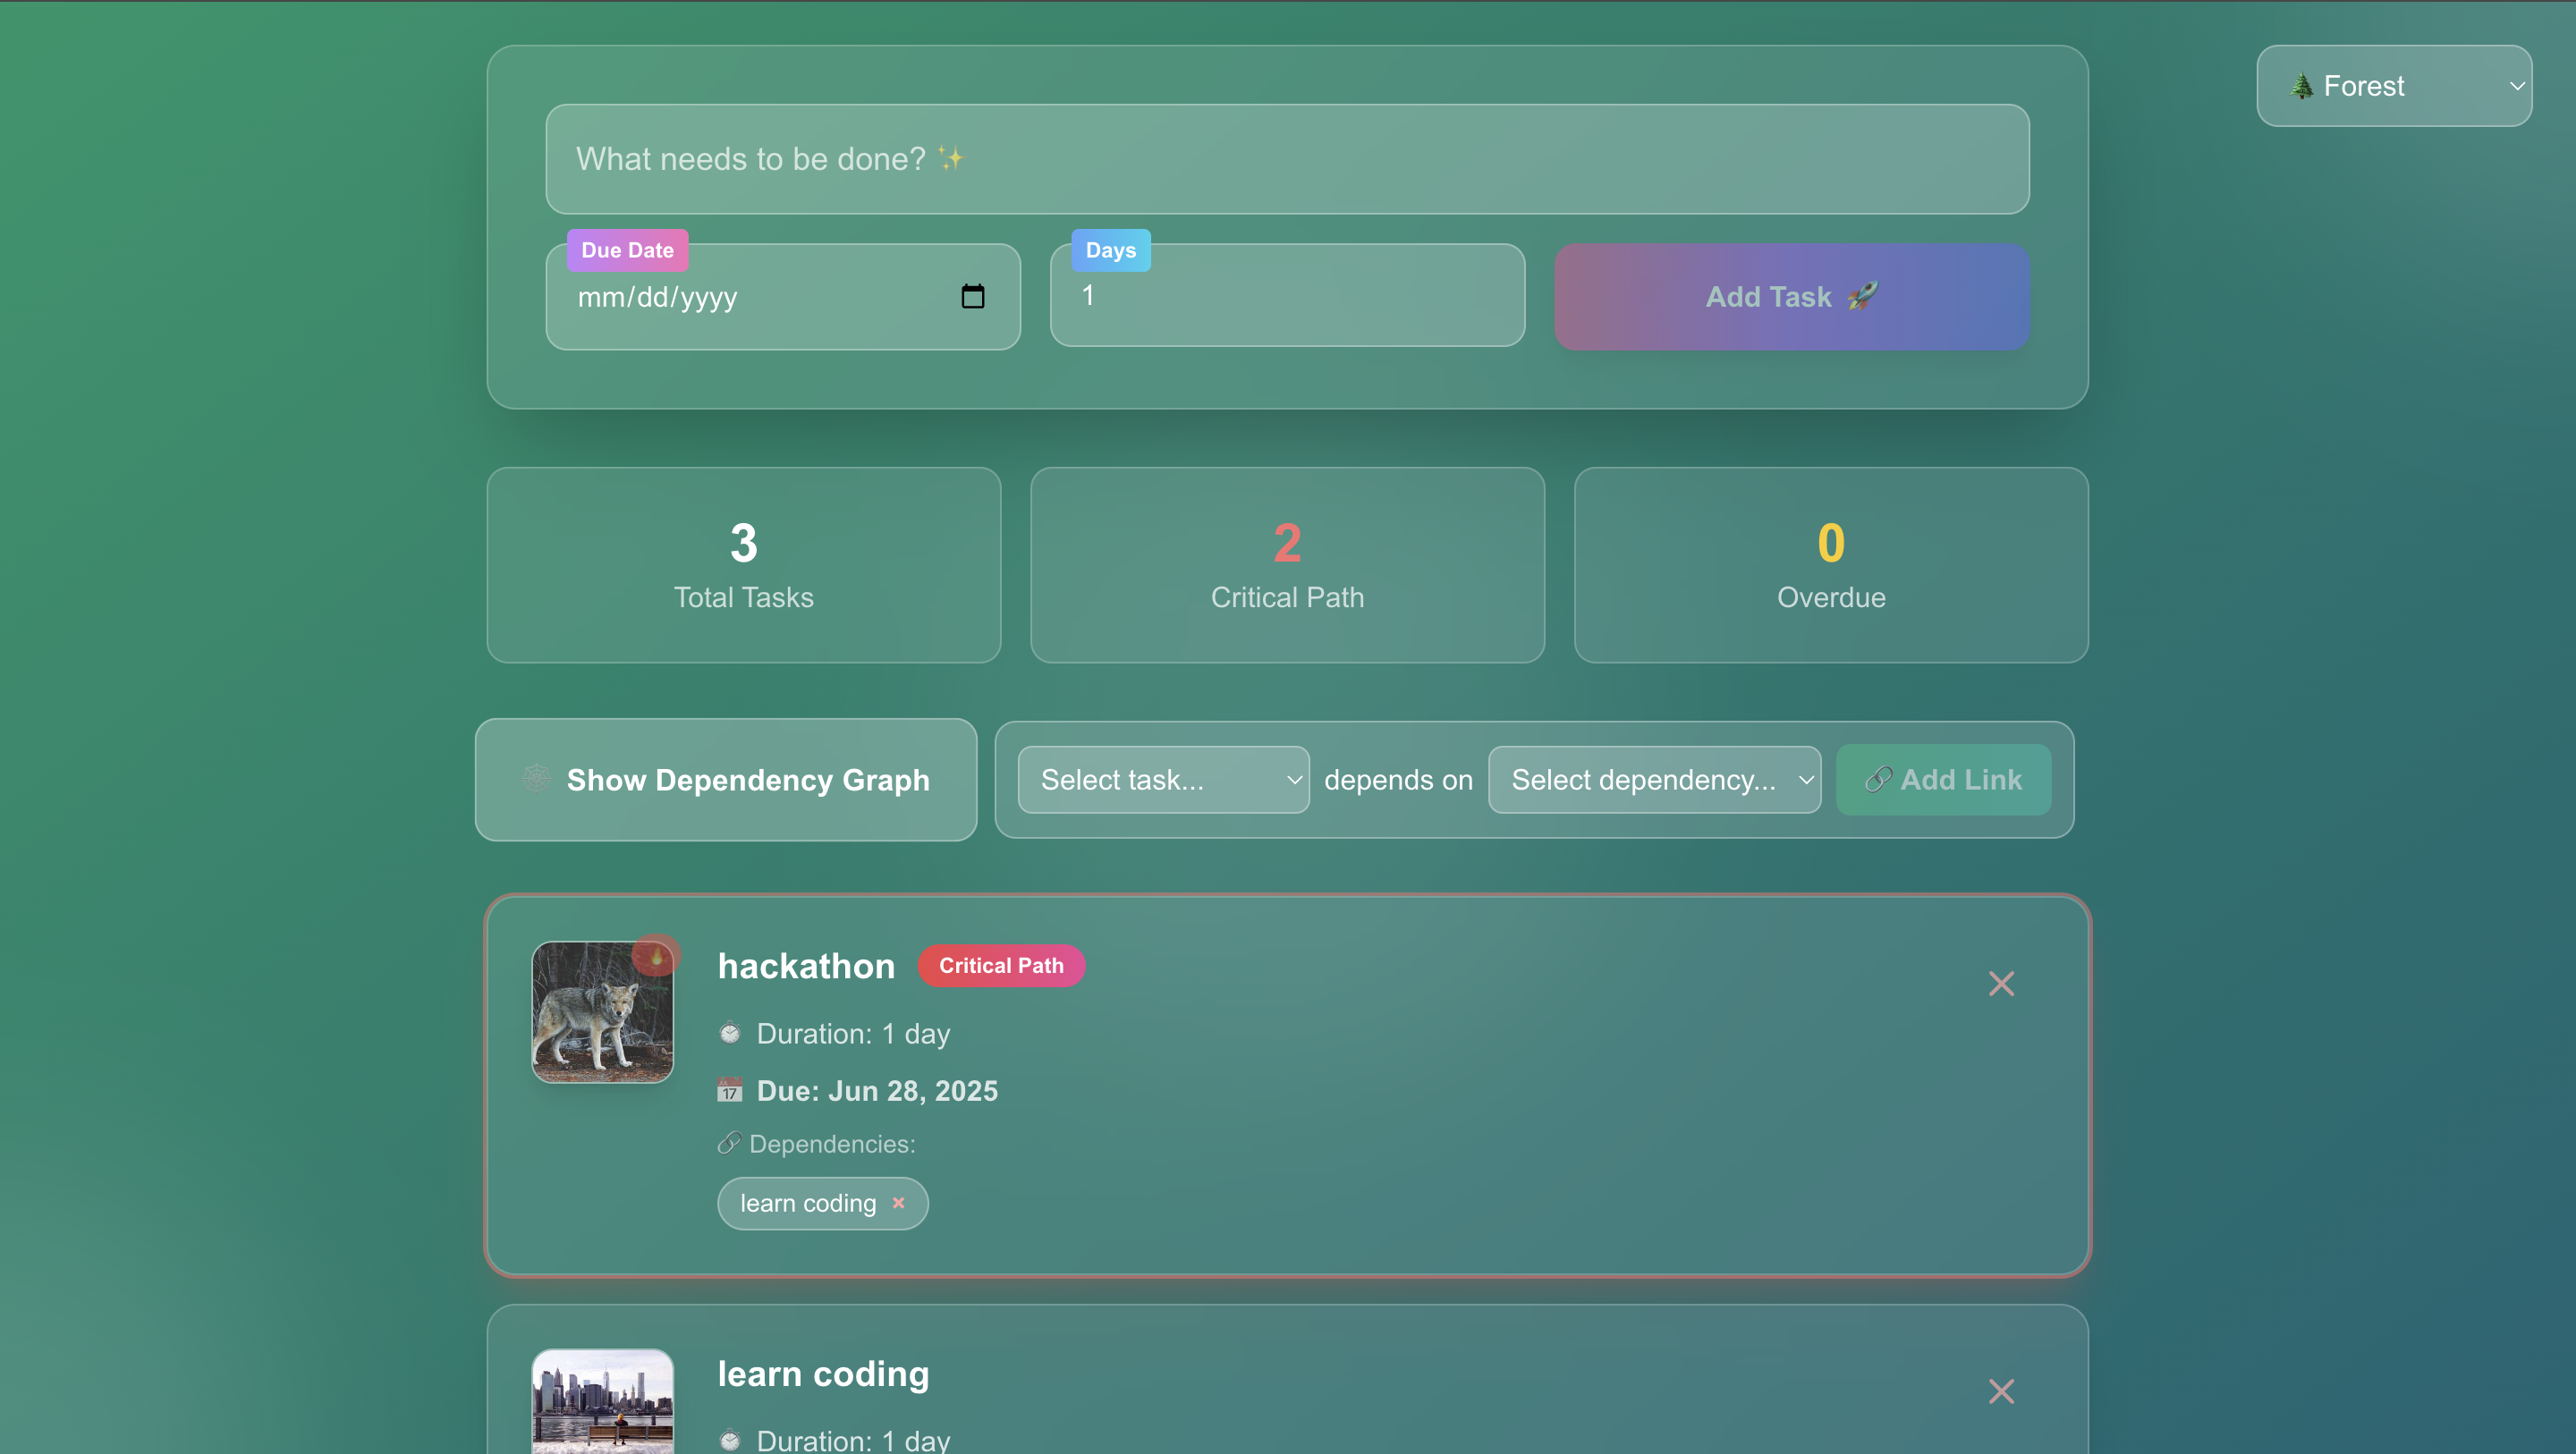 🌲 Forest
What needs to be done? ✨
Due Date
mm/dd/yyyy
Days
1
Add Task 🚀
3
Total Tasks
2
Critical Path
0
Overdue
🕸 Show Dependency Graph
Select task...
depends on
Select dependency...
🔗 Add Link
hackathon
Critical Path
⏱ Duration: 1 day
📅 Due: Jun 28, 2025
🔗 Dependencies:
learn coding ×
learn coding
⏱ Duration: 1 day